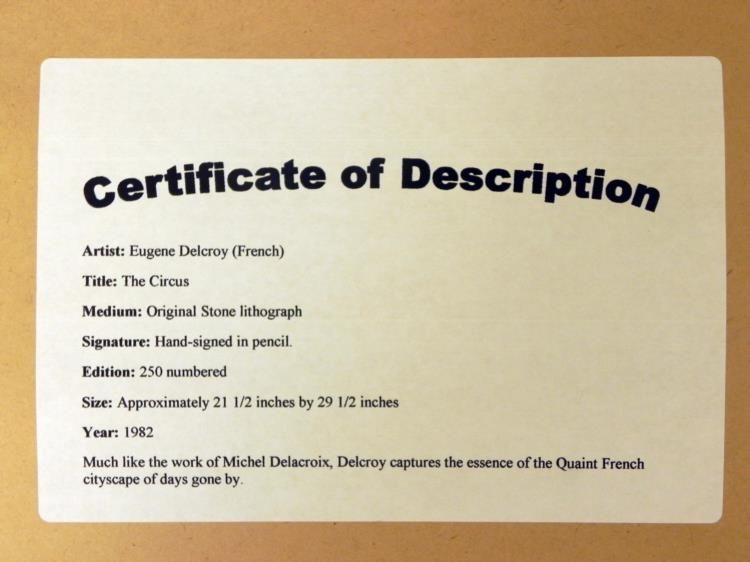 Certificate of Description
Artist: Eugene Delcroy (French)
Title: The Circus
Medium: Original Stone lithograph
Signature: Hand-signed in pencil.
Edition: 250 numbered
Size: Approximately 21 1/2 inches by 29 1/2 inches
Year: 1982
Much like the work of Michel Delacroix, Delcroy captures the essence of the Quaint French
cityscape of days gone by.